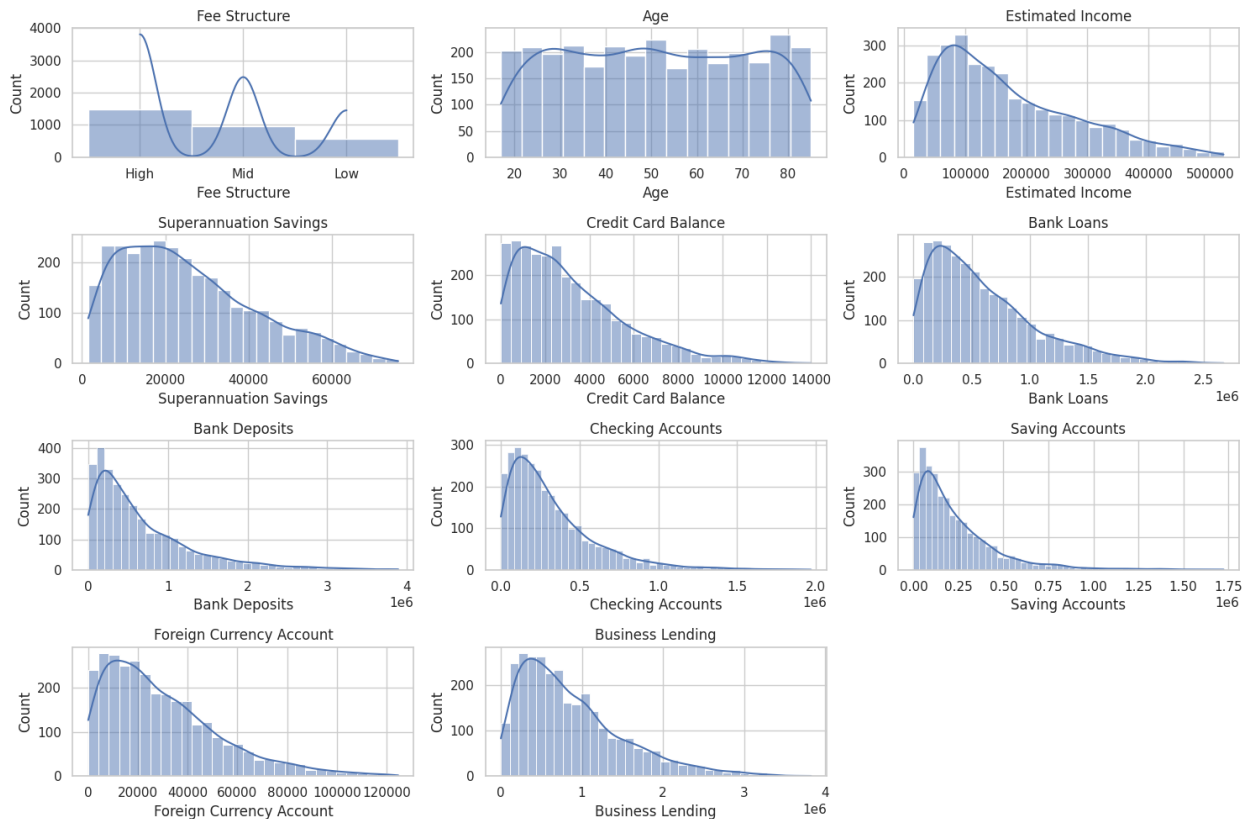 Fee Structure
4000
3000
2000
1000
0
Count
High Mid Low
Fee Structure
Age
200
150
100
50
0
Count
20 30 40 50 60 70 80
Age
Estimated Income
300
200
100
0
Count
0 100000 200000 300000 400000 500000
Estimated Income
Superannuation Savings
200
100
0
Count
0 20000 40000 60000
Superannuation Savings
Credit Card Balance
200
100
0
Count
0 2000 4000 6000 8000 10000 12000 14000
Credit Card Balance
Bank Loans
200
100
0
Count
0.0 0.5 1.0 1.5 2.0 2.5
1e6
Bank Loans
Bank Deposits
400
300
200
100
0
Count
0 1 2 3 4
1e6
Bank Deposits
Checking Accounts
300
200
100
0
Count
0.0 0.5 1.0 1.5 2.0
1e6
Checking Accounts
Saving Accounts
300
200
100
0
Count
0.00 0.25 0.50 0.75 1.00 1.25 1.50 1.75
1e6
Saving Accounts
Foreign Currency Account
200
100
0
Count
0 20000 40000 60000 80000 100000 120000
Foreign Currency Account
Business Lending
200
100
0
Count
0 1 2 3 4
1e6
Business Lending